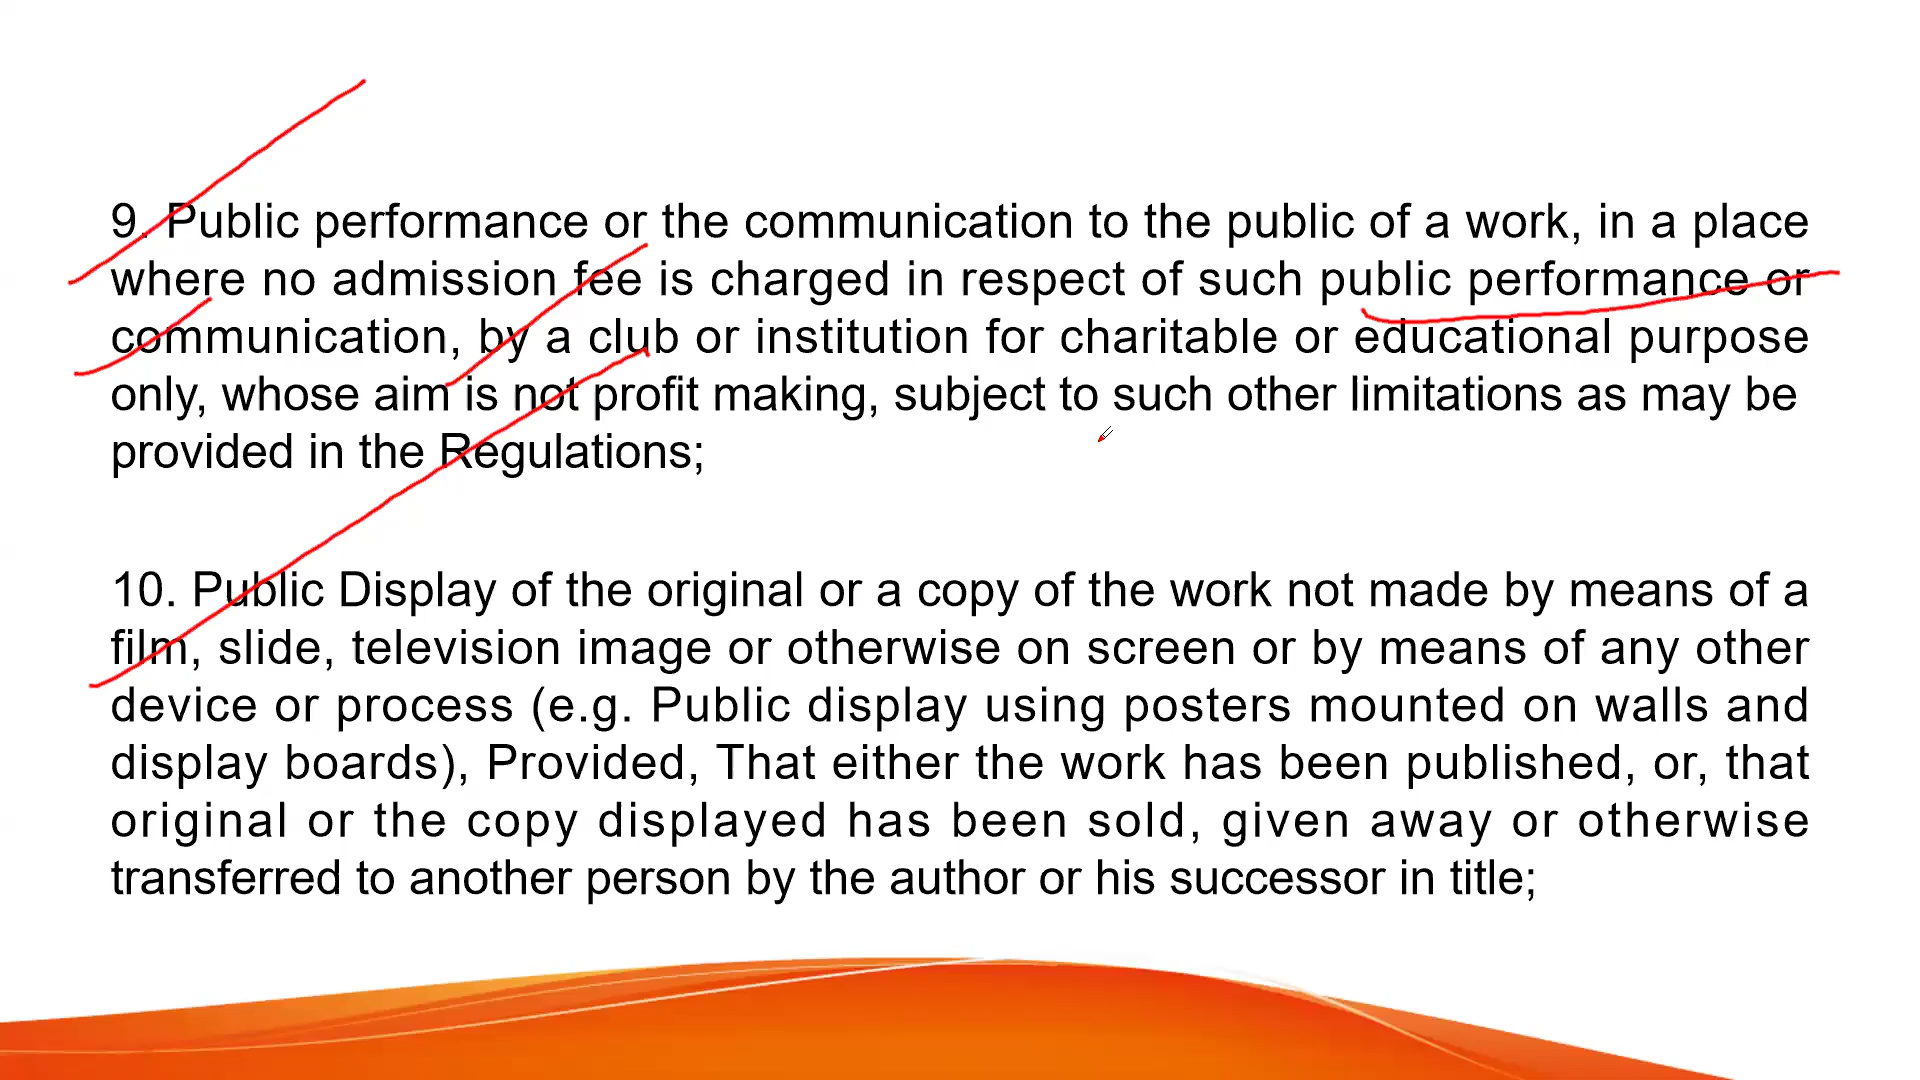 9. Public performance or the communication to the public of a work, in a place
where no admission fee is charged in respect of such public performance or
communication, by a club or institution for charitable or educational purpose
only, whose aim is not profit making, subject to such other limitations as may be
provided in the Regulations;
10. Public Display of the original or a copy of the work not made by means of a
film, slide, television image or otherwise on screen or by means of any other
device or process (e.g. Public display using posters mounted on walls and
display boards), Provided, That either the work has been published, or, that
original or the copy displayed has been sold, given away or otherwise
transferred to another person by the author or his successor in title;